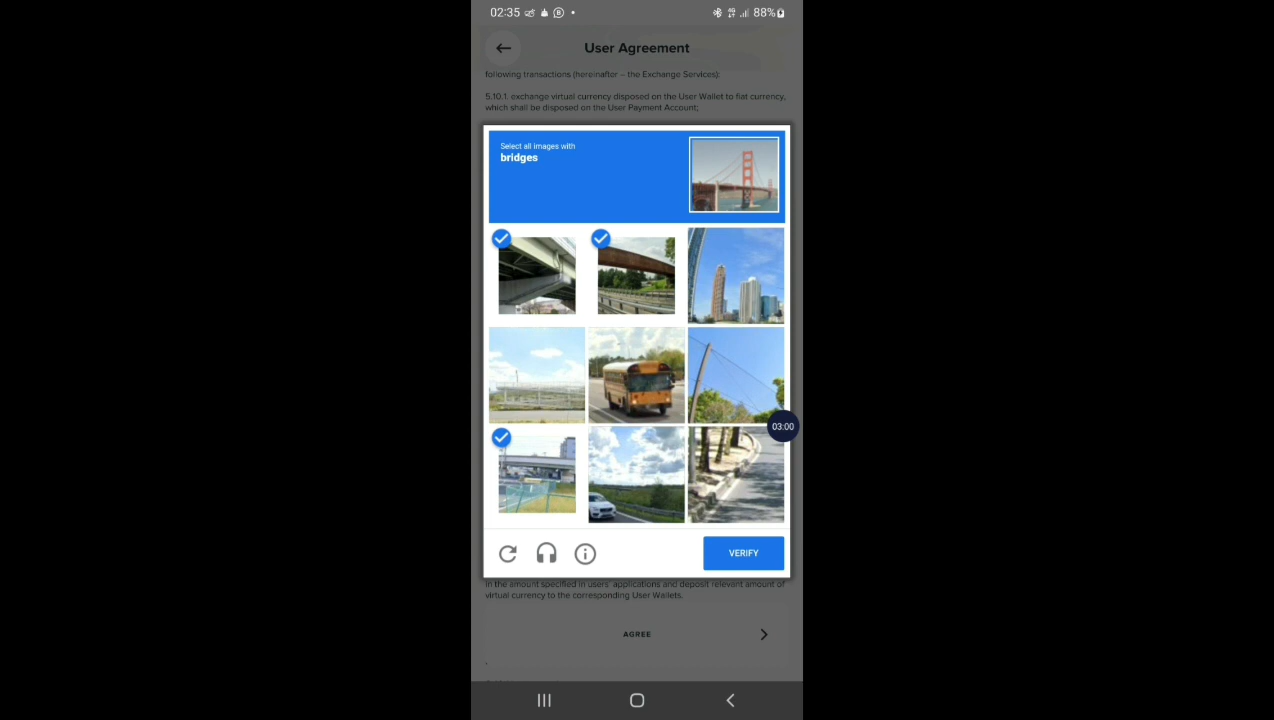 02:35
88%
User Agreement
following transactions (hereinafter – the Exchange Services):
5.10.1. exchange virtual currency disposed on the User Wallet to fiat currency,
which shall be disposed on the User Payment Account;
Select all images with
bridges
03:00
VERIFY
in the amount specified in users' applications and deposit relevant amount of
virtual currency to the corresponding User Wallets.
AGREE